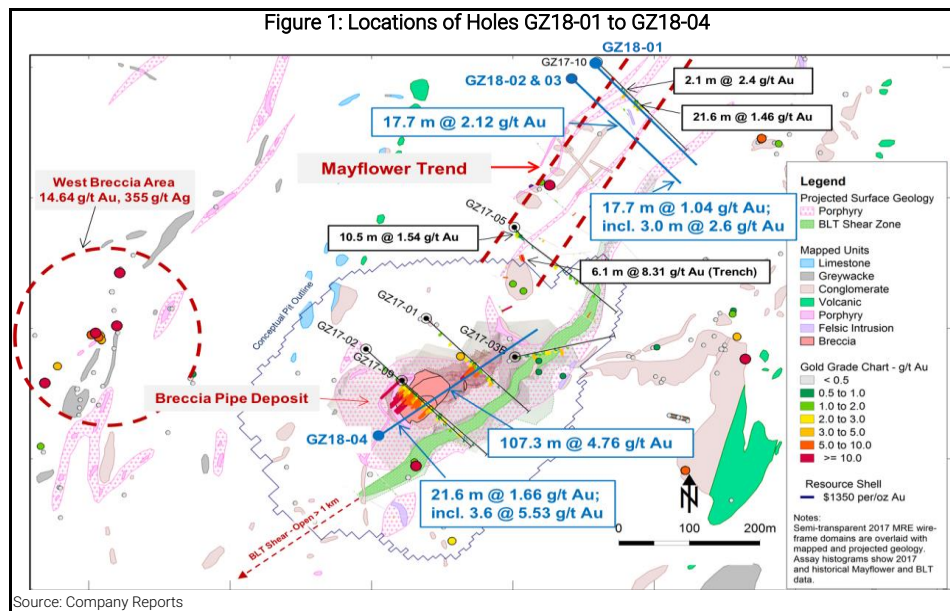 Figure 1: Locations of Holes GZ18-01 to GZ18-04
GZ18-01
GZ17-10
GZ18-02 & 03
2.1 m @ 2.4 g/t Au
21.6 m @ 1.46 g/t Au
17.7 m @ 2.12 g/t Au
Mayflower Trend
West Breccia Area
14.64 g/t Au, 355 g/t Ag
17.7 m @ 1.04 g/t Au;
incl. 3.0 m @ 2.6 g/t Au
GZ17-05
10.5 m @ 1.54 g/t Au
6.1 m @ 8.31 g/t Au (Trench)
Conceptual Pit Outline
GZ17-01
GZ17-02
GZ17-03B
GZ17-09
Breccia Pipe Deposit
GZ18-04
107.3 m @ 4.76 g/t Au
21.6 m @ 1.66 g/t Au;
incl. 3.6 @ 5.53 g/t Au
BLT Shear - Open > 1 km
N
0 100 200m
Legend
Projected Surface Geology
Porphyry
BLT Shear Zone
Mapped Units
Limestone
Greywacke
Conglomerate
Volcanic
Porphyry
Felsic Intrusion
Breccia
Gold Grade Chart - g/t Au
< 0.5
0.5 to 1.0
1.0 to 2.0
2.0 to 3.0
3.0 to 5.0
5.0 to 10.0
>= 10.0
Resource Shell
$1350 per/oz Au
Notes:
Semi-transparent 2017 MRE wire-
frame domains are overlaid with
mapped and projected geology.
Assay histograms show 2017
and historical Mayflower and BLT
data.
Source: Company Reports